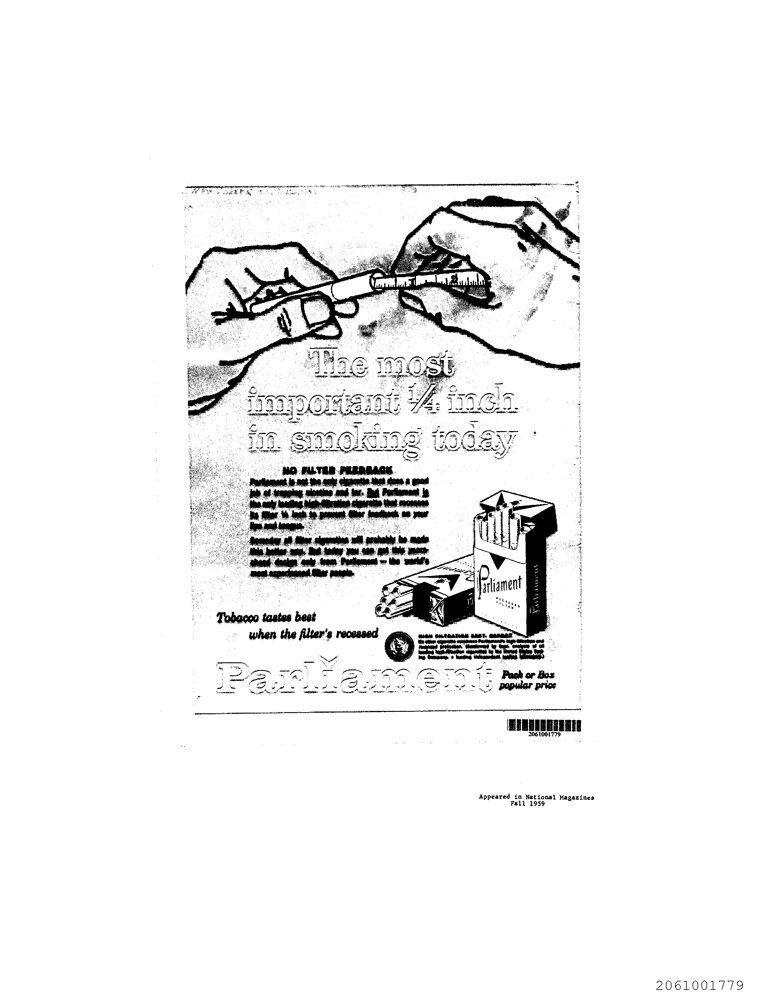 The most
important 1/4 inch
in smoking today
NO FILTER FEEDBACK
Parliament is not the only cigarette that does a good
job of trapping nicotine and tar. But Parliament is
the only leading high-filtration cigarette that recesses
its filter ¼ inch to prevent filter feedback on your
lips and tongue.
Someday all filter cigarettes will probably be made
this better way. But today you can get this years-
ahead design only from Parliament – the world's
most experienced filter people.
Parliament
Parliament
Tobacco tastes best
when the filter's recessed
Parliament
Pack or Box
popular price
2061001779
Appeared in National Magazines
Fall 1959
2061001779